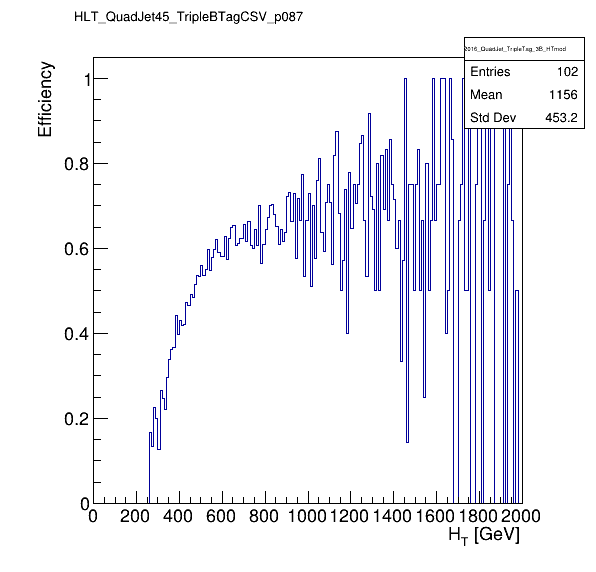 HLT_QuadJet45_TripleBTagCSV_p087
2016_QuadJet_TripleTag_3B_HTmod
Entries 102
Mean 1156
Std Dev 453.2
Efficiency
1
0.8
0.6
0.4
0.2
0
0 200 400 600 800 1000 1200 1400 1600 1800 2000
H_T [GeV]